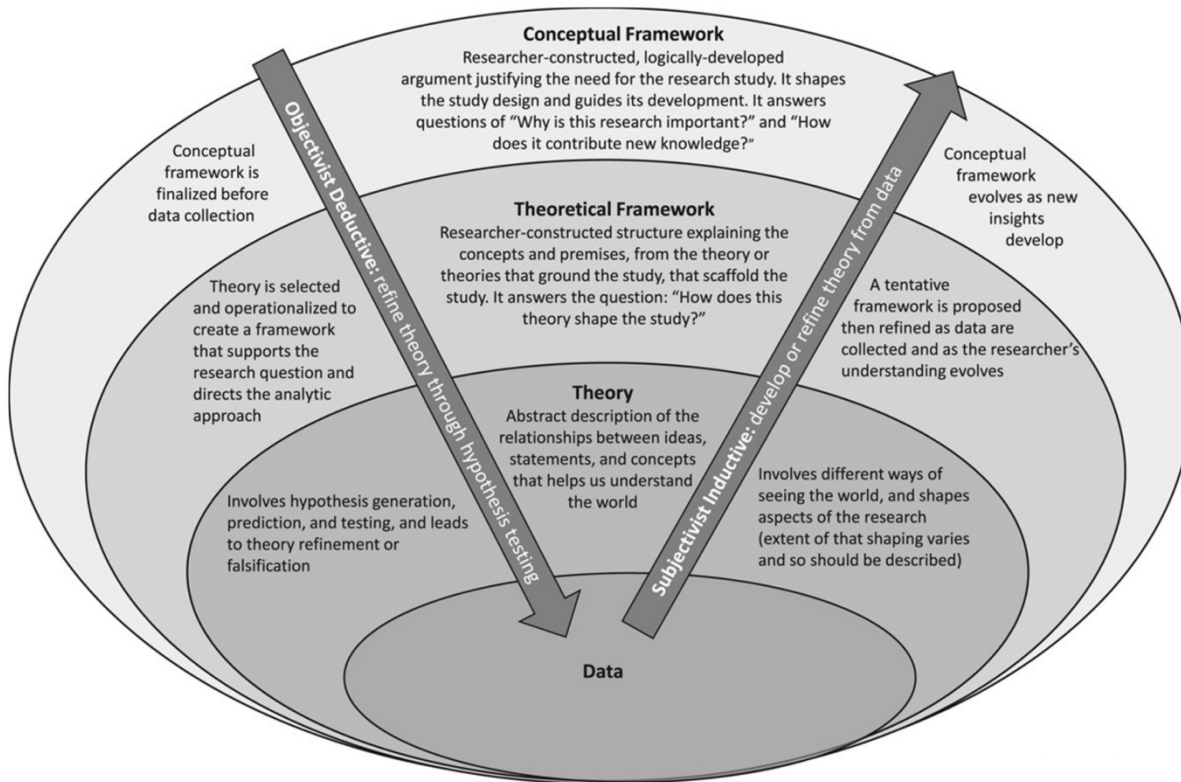 Conceptual Framework
Researcher-constructed, logically-developed
argument justifying the need for the research study. It shapes
the study design and guides its development. It answers
questions of “Why is this research important?” and “How
does it contribute new knowledge?”
Conceptual
framework is
finalized before
data collection
Objectivist Deductive: refine theory through hypothesis testing
Conceptual
framework
evolves as new
insights
develop
Theoretical Framework
Researcher-constructed structure explaining the
concepts and premises, from the theory or
theories that ground the study, that scaffold the
study. It answers the question: “How does this
theory shape the study?”
Theory is selected
and operationalized to
create a framework
that supports the
research question and
directs the analytic
approach
Subjectivist Inductive: develop or refine theory from data
A tentative
framework is proposed
then refined as data are
collected and as the researcher’s
understanding evolves
Theory
Abstract description of the
relationships between ideas,
statements, and concepts
that helps us understand
the world
Involves hypothesis generation,
prediction, and testing, and leads
to theory refinement or
falsification
Involves different ways of
seeing the world, and shapes
aspects of the research
(extent of that shaping varies
and so should be described)
Data